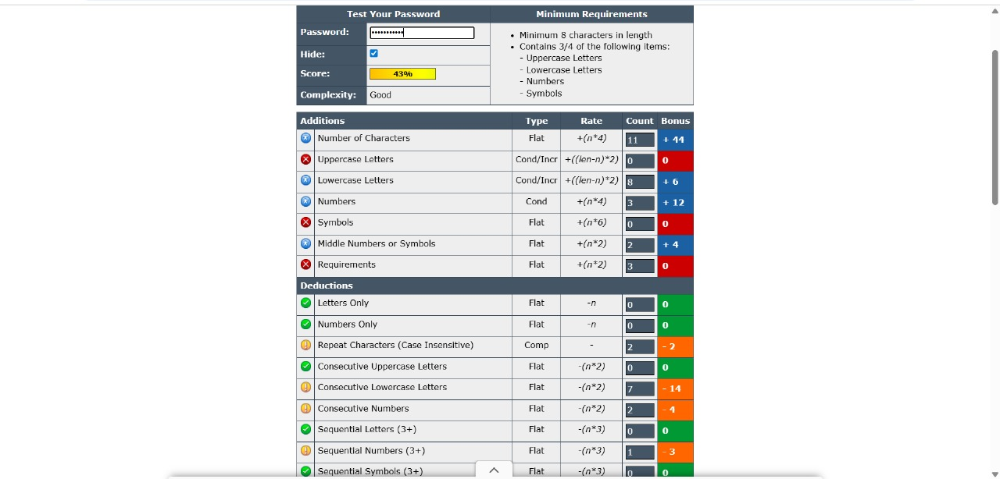 Test Your Password Minimum Requirements
Password: •••••••••••
Hide:
Score: 43%
Complexity: Good
• Minimum 8 characters in length
• Contains 3/4 of the following items:
- Uppercase Letters
- Lowercase Letters
- Numbers
- Symbols
Additions Type Rate Count Bonus
Number of Characters Flat +(n*4) 11 + 44
Uppercase Letters Cond/Incr +((len-n)*2) 0 0
Lowercase Letters Cond/Incr +((len-n)*2) 8 + 6
Numbers Cond +(n*4) 3 + 12
Symbols Flat +(n*6) 0 0
Middle Numbers or Symbols Flat +(n*2) 2 + 4
Requirements Flat +(n*2) 3 0
Deductions
Letters Only Flat -n 0 0
Numbers Only Flat -n 0 0
Repeat Characters (Case Insensitive) Comp - 2 - 2
Consecutive Uppercase Letters Flat -(n*2) 0 0
Consecutive Lowercase Letters Flat -(n*2) 7 - 14
Consecutive Numbers Flat -(n*2) 2 - 4
Sequential Letters (3+) Flat -(n*3) 0 0
Sequential Numbers (3+) Flat -(n*3) 1 - 3
Sequential Symbols (3+) Flat -(n*3) 0 0